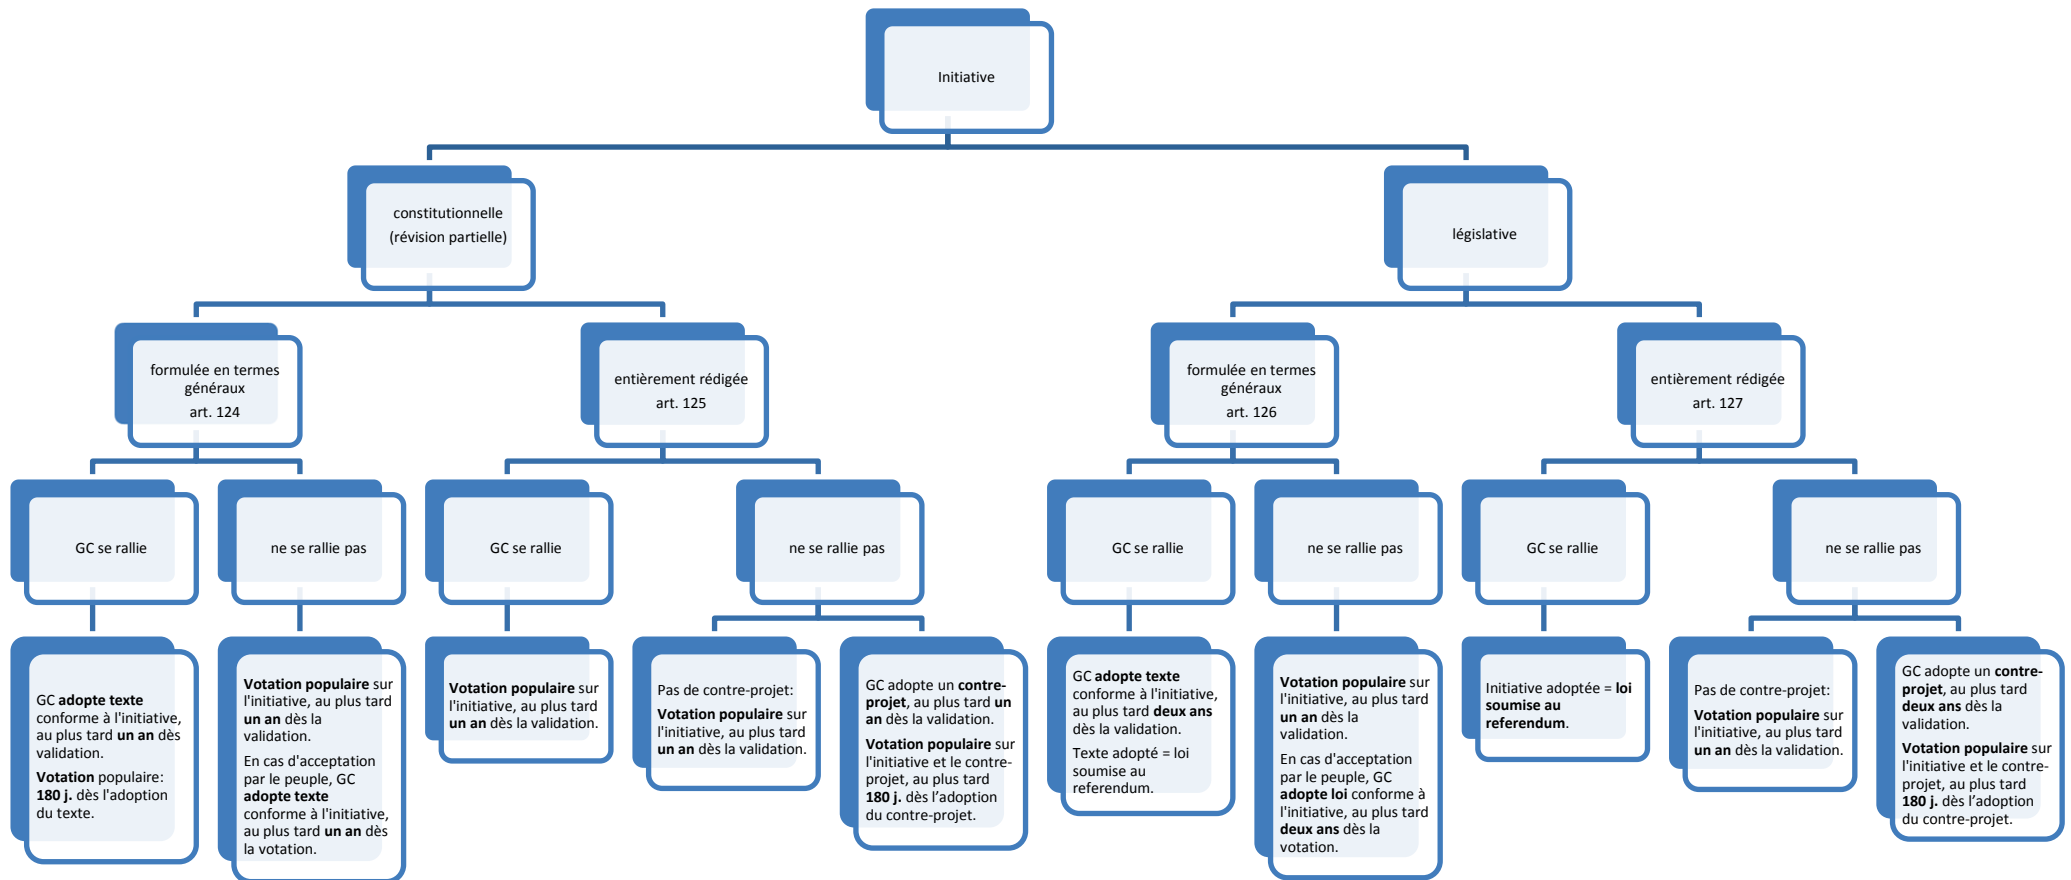 Initiative
constitutionnelle
(révision partielle)
législative
formulée en termes
généraux
art. 124
entièrement rédigée
art. 125
formulée en termes
généraux
art. 126
entièrement rédigée
art. 127
GC se rallie
ne se rallie pas
GC se rallie
ne se rallie pas
GC se rallie
ne se rallie pas
GC se rallie
ne se rallie pas
GC adopte texte
conforme à l'initiative,
au plus tard un an dès
validation.
Votation populaire:
180 j. dès l'adoption
du texte.
Votation populaire sur
l'initiative, au plus tard
un an dès la
validation.
En cas d'acceptation
par le peuple, GC
adopte texte
conforme à l'initiative,
au plus tard un an dès
la votation.
Votation populaire sur
l'initiative, au plus tard
un an dès la validation.
Pas de contre-projet:
Votation populaire sur
l'initiative, au plus tard
un an dès la validation.
GC adopte un contre-
projet, au plus tard un
an dès la validation.
Votation populaire sur
l'initiative et le contre-
projet, au plus tard
180 j. dès l’adoption
du contre-projet.
GC adopte texte
conforme à l'initiative,
au plus tard deux ans
dès la validation.
Texte adopté = loi
soumise au
referendum.
Votation populaire sur
l'initiative, au plus tard
un an dès la
validation.
En cas d'acceptation
par le peuple, GC
adopte loi conforme à
l'initiative, au plus tard
deux ans dès la
votation.
Initiative adoptée = loi
soumise au
referendum.
Pas de contre-projet:
Votation populaire sur
l'initiative, au plus tard
un an dès la validation.
GC adopte un contre-
projet, au plus tard
deux ans dès la
validation.
Votation populaire sur
l'initiative et le contre-
projet, au plus tard
180 j. dès l’adoption
du contre-projet.